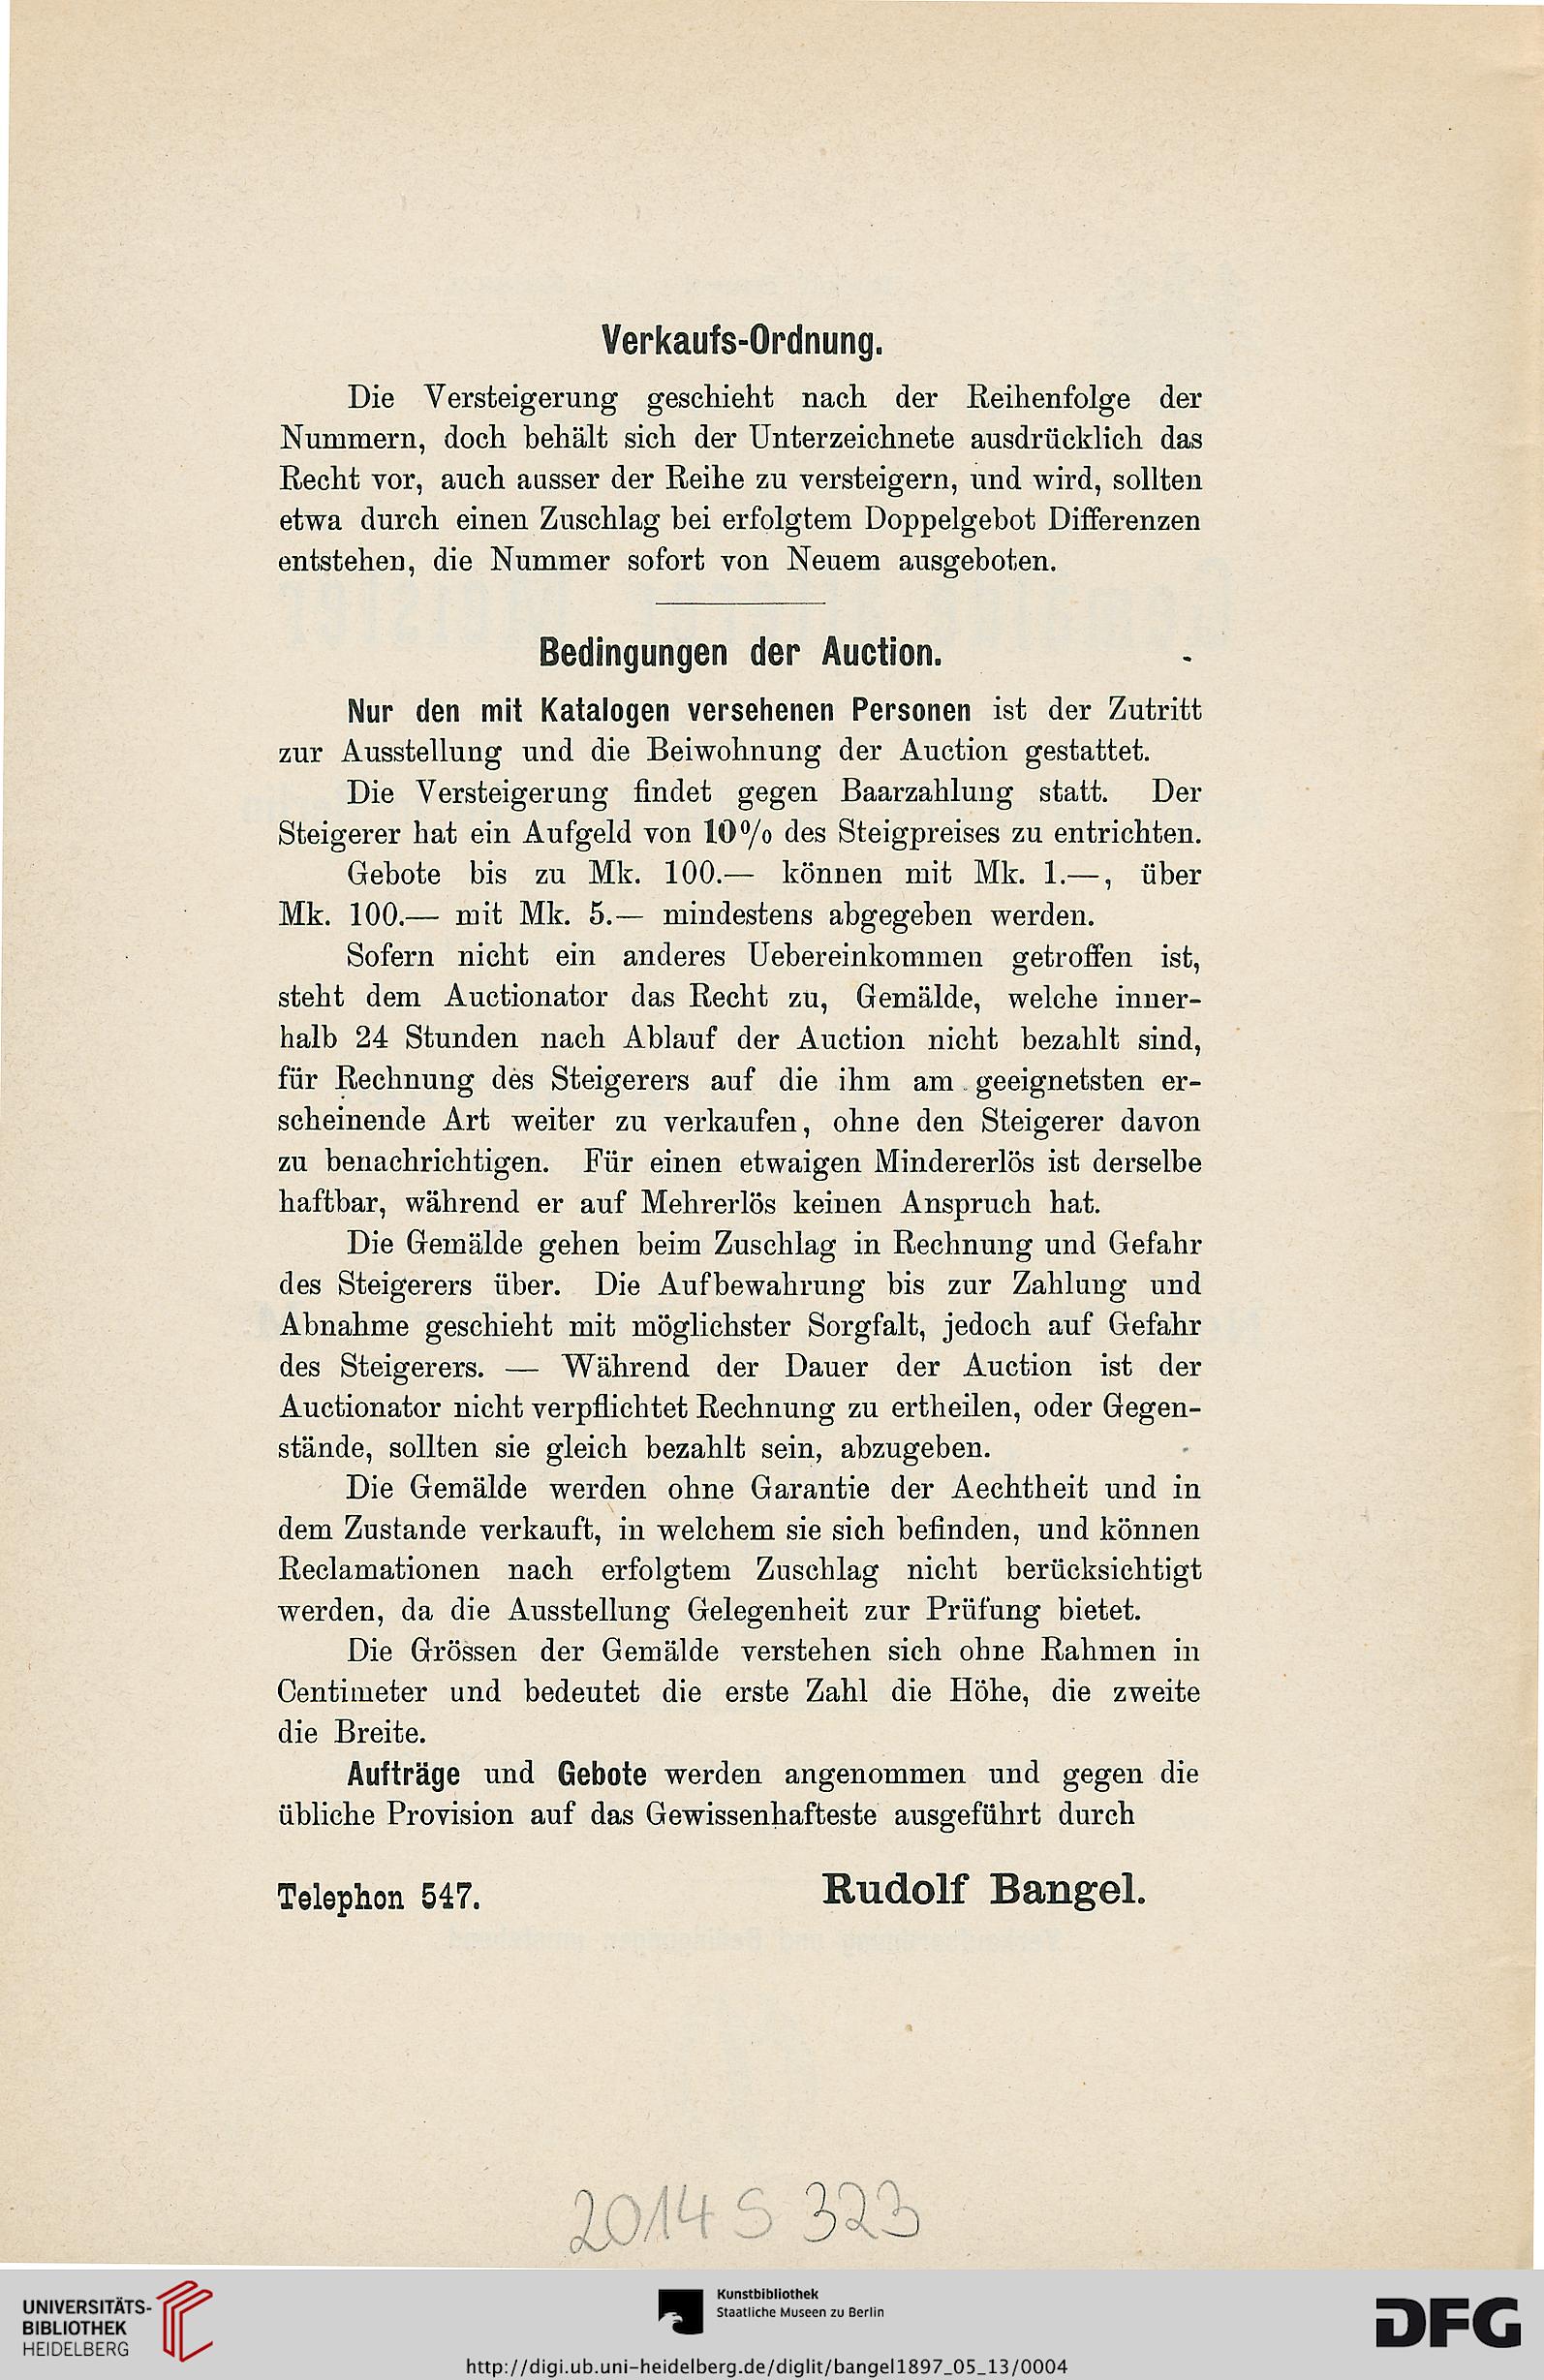 Verkaufs-Ordnung.
Die Versteigerung geschieht nach der Reihenfolge der
Nummern, doch behält sich der Unterzeichnete ausdrücklich das
Recht vor, auch ausser der Reihe zu versteigern, und wird, sollten
etwa durch einen Zuschlag bei erfolgtem Doppelgebot Differenzen
entstehen, die Nummer sofort von Neuem ausgeboten.
Bedingungen der Auction.
Nur den mit Katalogen versehenen Personen ist der Zutritt
zur Ausstellung und die Beiwohnung der Auction gestattet.
Die Versteigerung findet gegen Baarzahlung statt. Der
Steigerer hat ein Aufgeld von 10% des Steigpreises zu entrichten.
Gebote bis zu Mk. 100.— können mit Mk. 1.—, über
Mk. 100.— mit Mk. 5.— mindestens abgegeben werden.
Sofern nicht ein anderes Uebereinkommen getroffen ist,
steht dem Auctionator das Recht zu, Gemälde, welche inner-
halb 24 Stunden nach Ablauf der Auction nicht bezahlt sind,
für Rechnung des Steigerers auf die ihm am geeignetsten er-
scheinende Art weiter zu verkaufen, ohne den Steigerer davon
zu benachrichtigen. Für einen etwaigen Mindererlös ist derselbe
haftbar, während er auf Mehrerlös keinen Anspruch hat.
Die Gemälde gehen beim Zuschlag in Rechnung und Gefahr
des Steigerers über. Die Aufbewahrung bis zur Zahlung und
Abnahme geschieht mit möglichster Sorgfalt, jedoch auf Gefahr
des Steigerers. — Während der Dauer der Auction ist der
Auctionator nicht verpflichtet Rechnung zu ertheilen, oder Gegen-
stände, sollten sie gleich bezahlt sein, abzugeben.
Die Gemälde werden ohne Garantie der Aechtheit und in
dem Zustande verkauft, in welchem sie sich befinden, und können
Reclamationen nach erfolgtem Zuschlag nicht berücksichtigt
werden, da die Ausstellung Gelegenheit zur Prüfung bietet.
Die Grössen der Gemälde verstehen sich ohne Rahmen in
Centimeter und bedeutet die erste Zahl die Höhe, die zweite
die Breite.
Aufträge und Gebote werden angenommen und gegen die
übliche Provision auf das Gewissenhafteste ausgeführt durch
Telephon 547. Rudolf Bangel.
2014 S 323
UNIVERSITÄTS-
BIBLIOTHEK
HEIDELBERG
Kunstbibliothek
Staatliche Museen zu Berlin
DFG
http://digi.ub.uni-heidelberg.de/diglit/bangel1897_05_13/0004